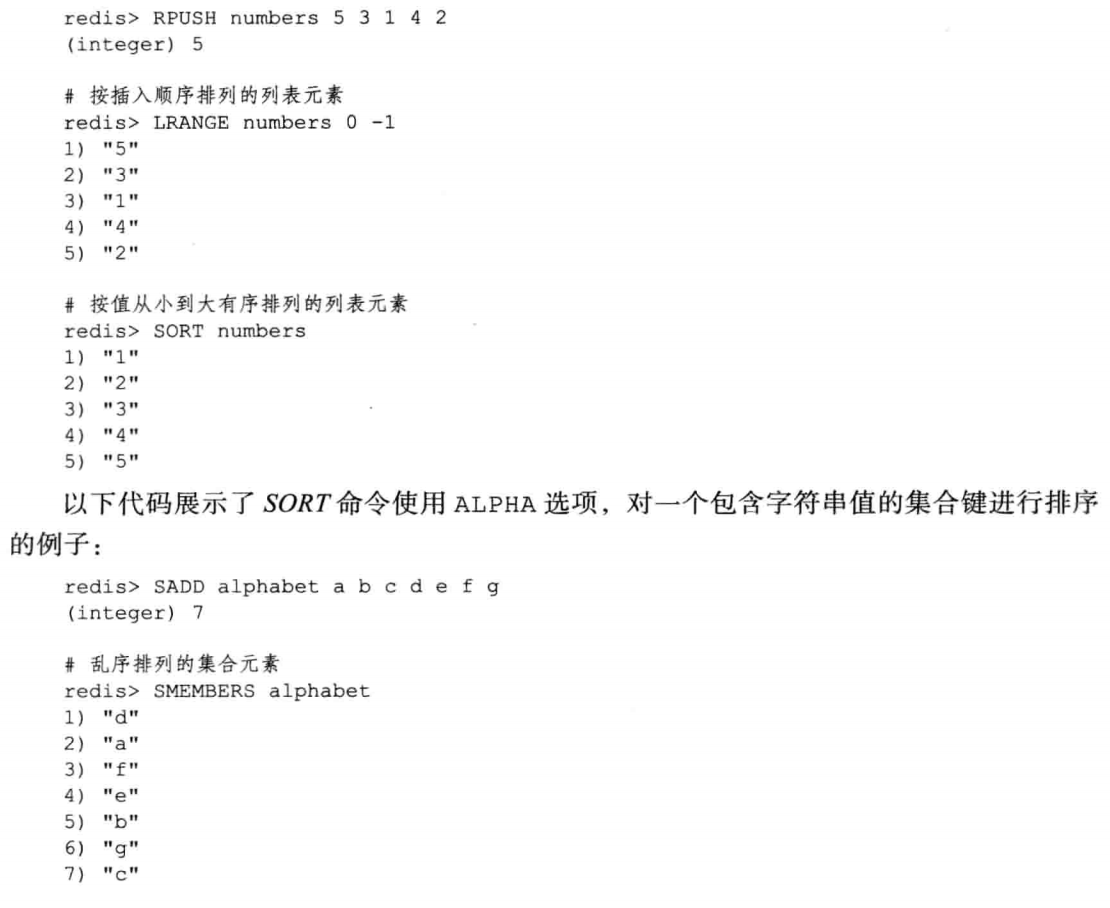 redis> RPUSH numbers 5 3 1 4 2
(integer) 5
# 按插入顺序排列的列表元素
redis> LRANGE numbers 0 -1
1) "5"
2) "3"
3) "1"
4) "4"
5) "2"
# 按值从小到大有序排列的列表元素
redis> SORT numbers
1) "1"
2) "2"
3) "3"
4) "4"
5) "5"
以下代码展示了 SORT 命令使用 ALPHA 选项，对一个包含字符串值的集合键进行排序
的例子：
redis> SADD alphabet a b c d e f g
(integer) 7
# 乱序排列的集合元素
redis> SMEMBERS alphabet
1) "d"
2) "a"
3) "f"
4) "e"
5) "b"
6) "g"
7) "c"